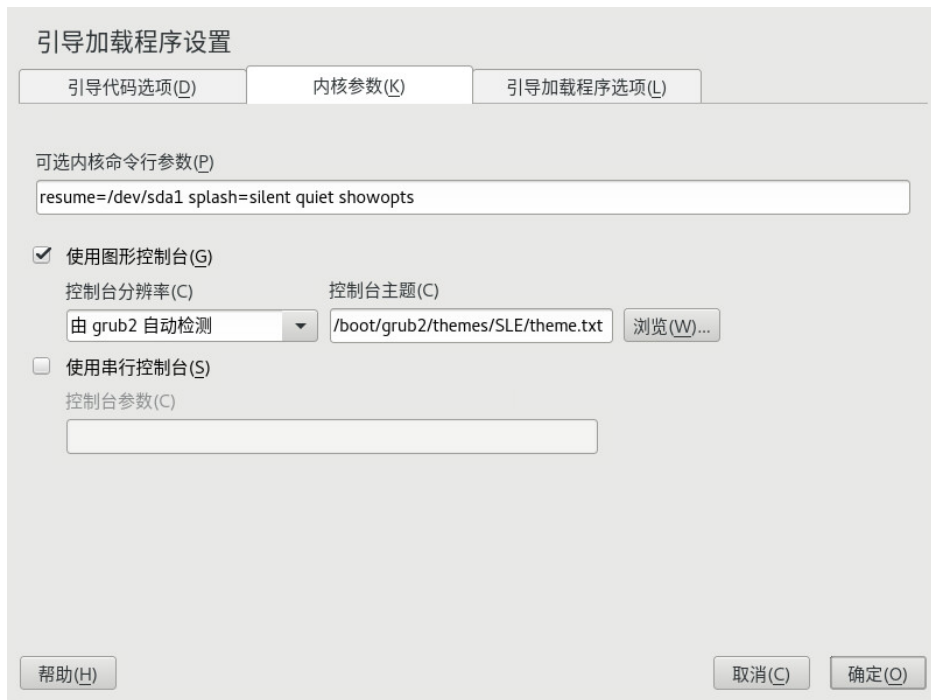 引导加载程序设置
引导代码选项(D) 内核参数(K) 引导加载程序选项(L)
可选内核命令行参数(P)
resume=/dev/sda1 splash=silent quiet showopts
使用图形控制台(G)
控制台分辨率(C) 控制台主题(C)
由 grub2 自动检测 /boot/grub2/themes/SLE/theme.txt 浏览(W)...
使用串行控制台(S)
控制台参数(C)
帮助(H) 取消(C) 确定(O)